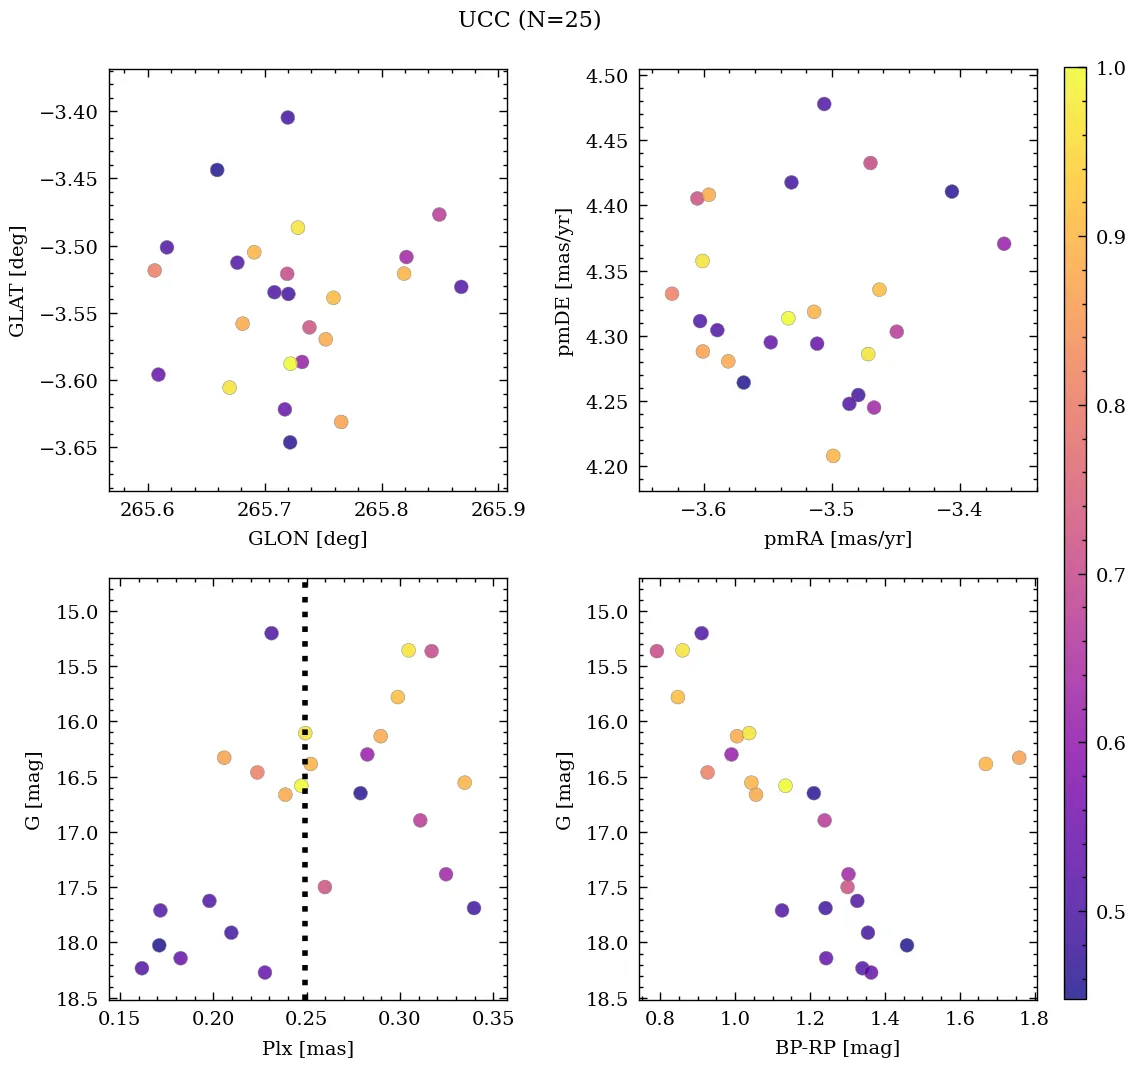 UCC (N=25)
−3.40
−3.45
−3.50
−3.55
−3.60
−3.65
GLAT [deg]
265.6 265.7 265.8 265.9
GLON [deg]
4.50
4.45
4.40
4.35
4.30
4.25
4.20
pmDE [mas/yr]
−3.6 −3.5 −3.4
pmRA [mas/yr]
15.0
15.5
16.0
16.5
17.0
17.5
18.0
18.5
G [mag]
0.15 0.20 0.25 0.30 0.35
Plx [mas]
15.0
15.5
16.0
16.5
17.0
17.5
18.0
18.5
G [mag]
0.8 1.0 1.2 1.4 1.6 1.8
BP-RP [mag]
1.0
0.9
0.8
0.7
0.6
0.5